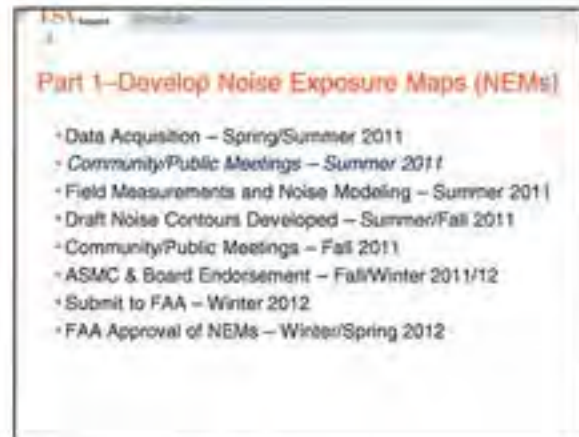 Part 1–Develop Noise Exposure Maps (NEMs)
• Data Acquisition – Spring/Summer 2011
• Community/Public Meetings – Summer 2011
• Field Measurements and Noise Modeling – Summer 2011
• Draft Noise Contours Developed – Summer/Fall 2011
• Community/Public Meetings – Fall 2011
• ASMC & Board Endorsement – Fall/Winter 2011/12
• Submit to FAA – Winter 2012
• FAA Approval of NEMs – Winter/Spring 2012